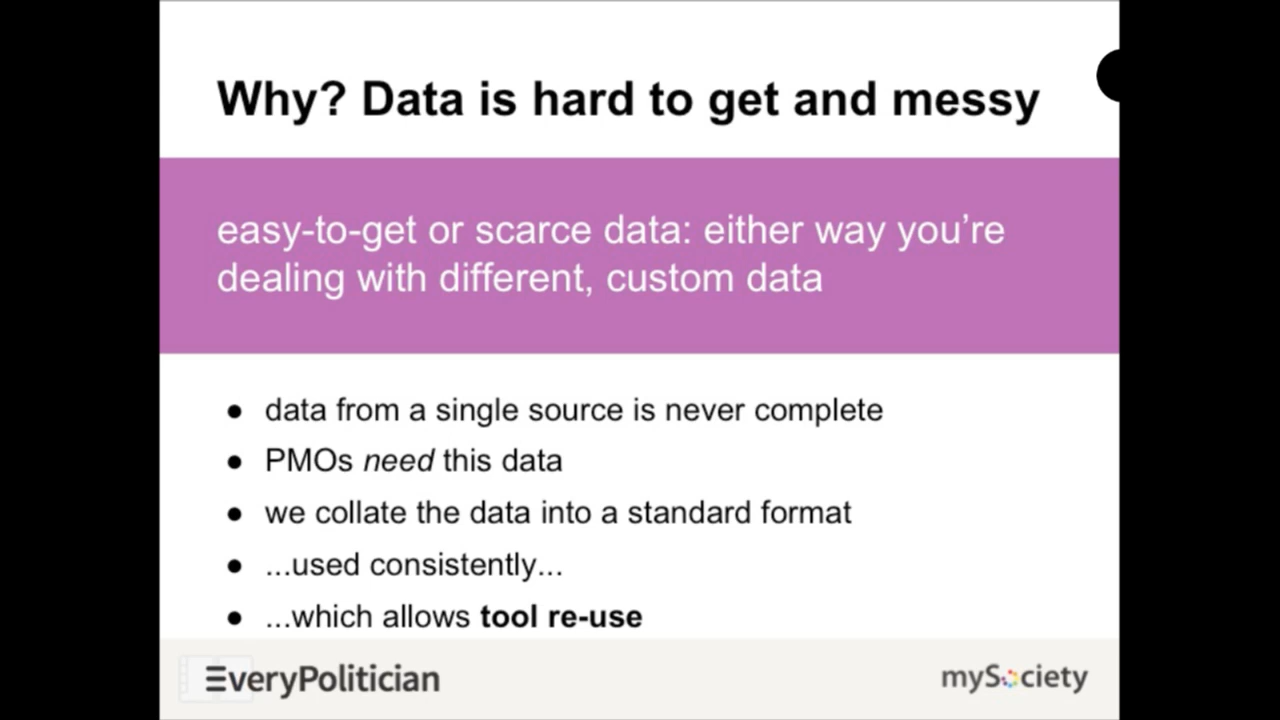 Why? Data is hard to get and messy
easy-to-get or scarce data: either way you’re
dealing with different, custom data
● data from a single source is never complete
● PMOs need this data
● we collate the data into a standard format
● ...used consistently...
● ...which allows tool re-use
EveryPolitician
mySociety